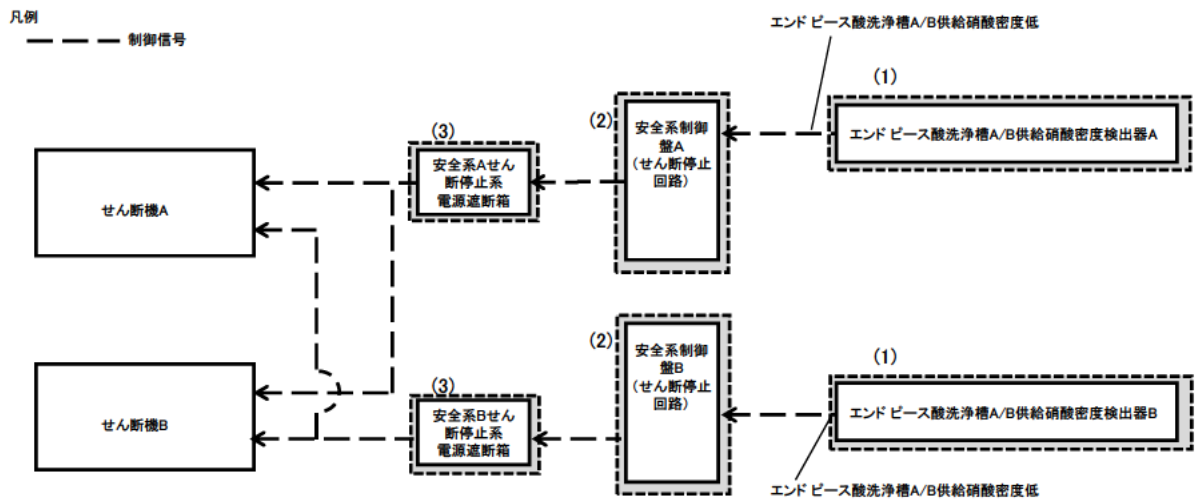 凡例
制御信号
エンドピース酸洗浄槽A/B供給硝酸密度低
(1)
エンドピース酸洗浄槽A/B供給硝酸密度検出器A
(2)
安全系制御
盤A
(せん断停止
回路)
(3)
安全系Aせん
断停止系
電源遮断箱
せん断機A
(1)
エンドピース酸洗浄槽A/B供給硝酸密度検出器B
(2)
安全系制御
盤B
(せん断停止
回路)
(3)
安全系Bせん
断停止系
電源遮断箱
せん断機B
エンドピース酸洗浄槽A/B供給硝酸密度低